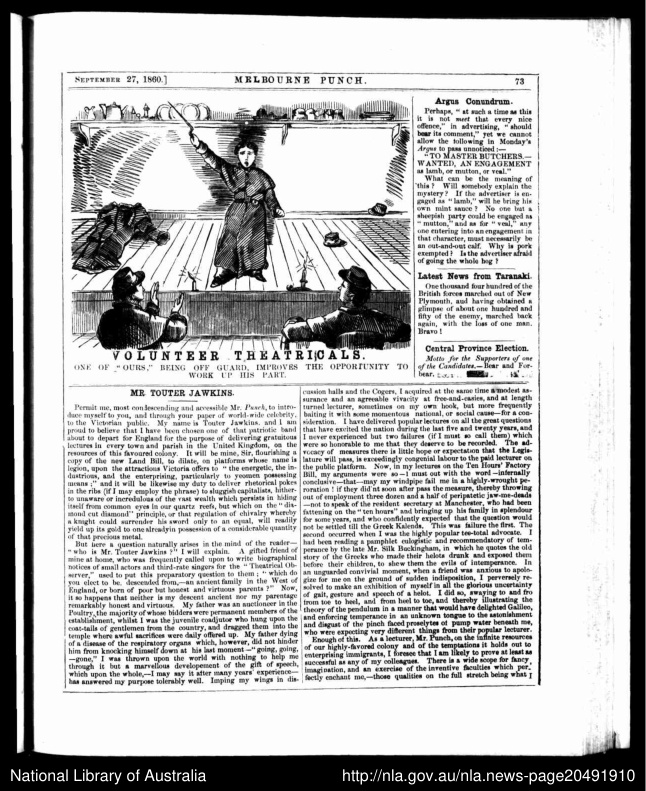 SEPTEMBER 27, 1860.]
MELBOURNE PUNCH.
73
VOLUNTEER THEATRICALS.
ONE OF "OURS," BEING OFF GUARD, IMPROVES THE OPPORTUNITY TO
WORK UP HIS PART.
Argus Conundrum.
Perhaps, "at such a time as this
it is not meet that every nice
offence," in advertising, "should
bear its comment," yet we cannot
allow the following in Monday's
Argus to pass unnoticed :—
"TO MASTER BUTCHERS.—
WANTED, AN ENGAGEMENT
as lamb, or mutton, or veal."
What can be the meaning of
this ? Will somebody explain the
mystery ? If the advertiser is en-
gaged as "lamb," will he bring his
own mint sauce ? No one but a
sheepish party could be engaged as
"mutton," and as for "veal," any
one entering into an engagement in
that character, must necessarily be
an out-and-out calf. Why is pork
exempted ? Is the advertiser afraid
of going the whole hog ?
Latest News from Taranaki.
One thousand four hundred of the
British forces marched out of New
Plymouth, and having obtained a
glimpse of about one hundred and
fifty of the enemy, marched back
again, with the loss of one man.
Bravo !
Central Province Election.
Motto for the Supporters of one
of the Candidates.—Bear and For-
bear.
MR. TOUTER JAWKINS.
Permit me, most condescending and accessible Mr. Punch, to intro-
duce myself to you, and through your paper of world-wide celebrity,
to the Victorian public. My name is Touter Jawkins, and I am
proud to believe that I have been chosen one of that patriotic band
about to depart for England for the purpose of delivering gratuitous
lectures in every town and parish in the United Kingdom, on the
resources of this favoured colony. It will be mine, Sir, flourishing a
copy of the new Land Bill, to dilate, on platforms whose name is
legion, upon the attractions Victoria offers to "the energetic, the in-
dustrious, and the enterprising, particularly to yeomen possessing
means ;" and it will be likewise my duty to deliver rhetorical pokes
in the ribs (if I may employ the phrase) to sluggish capitalists, hither-
to unaware or incredulous of the vast wealth which persists in hiding
itself from common eyes in our quartz reefs, but which on the "dia-
mond cut diamond" principle, or that regulation of chivalry whereby
a knight could surrender his sword only to an equal, will readily
yield up its gold to one already in possession of a considerable quantity
of that precious metal.
But here a question naturally arises in the mind of the reader—
"who is Mr. Touter Jawkins ?" I will explain. A gifted friend of
mine at home, who was frequently called upon to write biographical
notices of small actors and third-rate singers for the "Theatrical Ob-
server," used to put this preparatory question to them ; "which do
you elect to be, descended from,—an ancient family in the West of
England, or born of poor but honest and virtuous parents ?" Now,
it so happens that neither is my descent ancient nor my parentage
remarkably honest and virtuous. My father was an auctioneer in the
Poultry, the majority of whose bidders were permanent members of the
establishment, whilst I was the juvenile coadjutor who hung upon the
coat-tails of gentlemen from the country, and dragged them into the
temple where awful sacrifices were daily offered up. My father dying
of a disease of the respiratory organs which, however, did not hinder
him from knocking himself down at his last moment—"going, going,
—gone," I was thrown upon the world with nothing to help me
through it but a marvellous developement of the gift of speech,
which upon the whole,—I may say it after many years' experience—
has answered my purpose tolerably well. Imping my wings in dis-
cussion halls and the Cogers, I acquired at the same time a modest as-
surance and an agreeable vivacity at free-and-easies, and at length
turned lecturer, sometimes on my own hook, but more frequently
baiting it with some momentous national, or social cause—for a con-
sideration. I have delivered popular lectures on all the great questions
that have excited the nation during the last five and twenty years, and
I never experienced but two failures (if I must so call them) which
were so honorable to me that they deserve to be recorded. The ad-
vocacy of measures there is little hope or expectation that the Legis-
lature will pass, is exceedingly congenial labour to the paid lecturer on
the public platform. Now, in my lectures on the Ten Hours' Factory
Bill, my arguments were so—I must out with the word—infernally
conclusive—that—may my windpipe fail me in a highly-wrought pe-
roration ! if they did'nt soon after pass the measure, thereby throwing
out of employment three dozen and a half of peripatetic jaw-me-deads
—not to speak of the resident secretary at Manchester, who had been
fattening on the "ten hours" and bringing up his family in splendour
for some years, and who confidently expected that the question would
not be settled till the Greek Kalends. This was failure the first. The
second occurred when I was the highly popular tee-total advocate. I
had been reading a pamphlet eulogistic and recommendatory of tem-
perance by the late Mr. Silk Buckingham, in which he quotes the old
story of the Greeks who made their helots drunk and exposed them
before their children, to shew them the evils of intemperance. In
an unguarded convivial moment, when a friend was anxious to apolo-
gize for me on the ground of sudden indisposition, I perversely re-
solved to make an exhibition of myself in all the glorious uncertainty
of gait, gesture and speech of a helot. I did so, swaying to and fro
from toe to heel, and from heel to toe, and thereby illustrating the
theory of the pendulum in a manner that would have delighted Galileo,
and enforcing temperance in an unknown tongue to the astonishment
and disgust of the pinch faced proselytes of pump water beneath me,
who were expecting very different things from their popular lecturer.
Enough of this. As a lecturer, Mr. Punch, on the infinite resources
of our highly-favored colony and of the temptations it holds out to
enterprising immigrants, I foresee that I am likely to prove at least as
successful as any of my colleagues. There is a wide scope for fancy
imagination, and an exercise of the inventive faculties which per-
fectly enchant me,—those qualities on the full stretch being what I
National Library of Australia
http://nla.gov.au/nla.news-page20491910